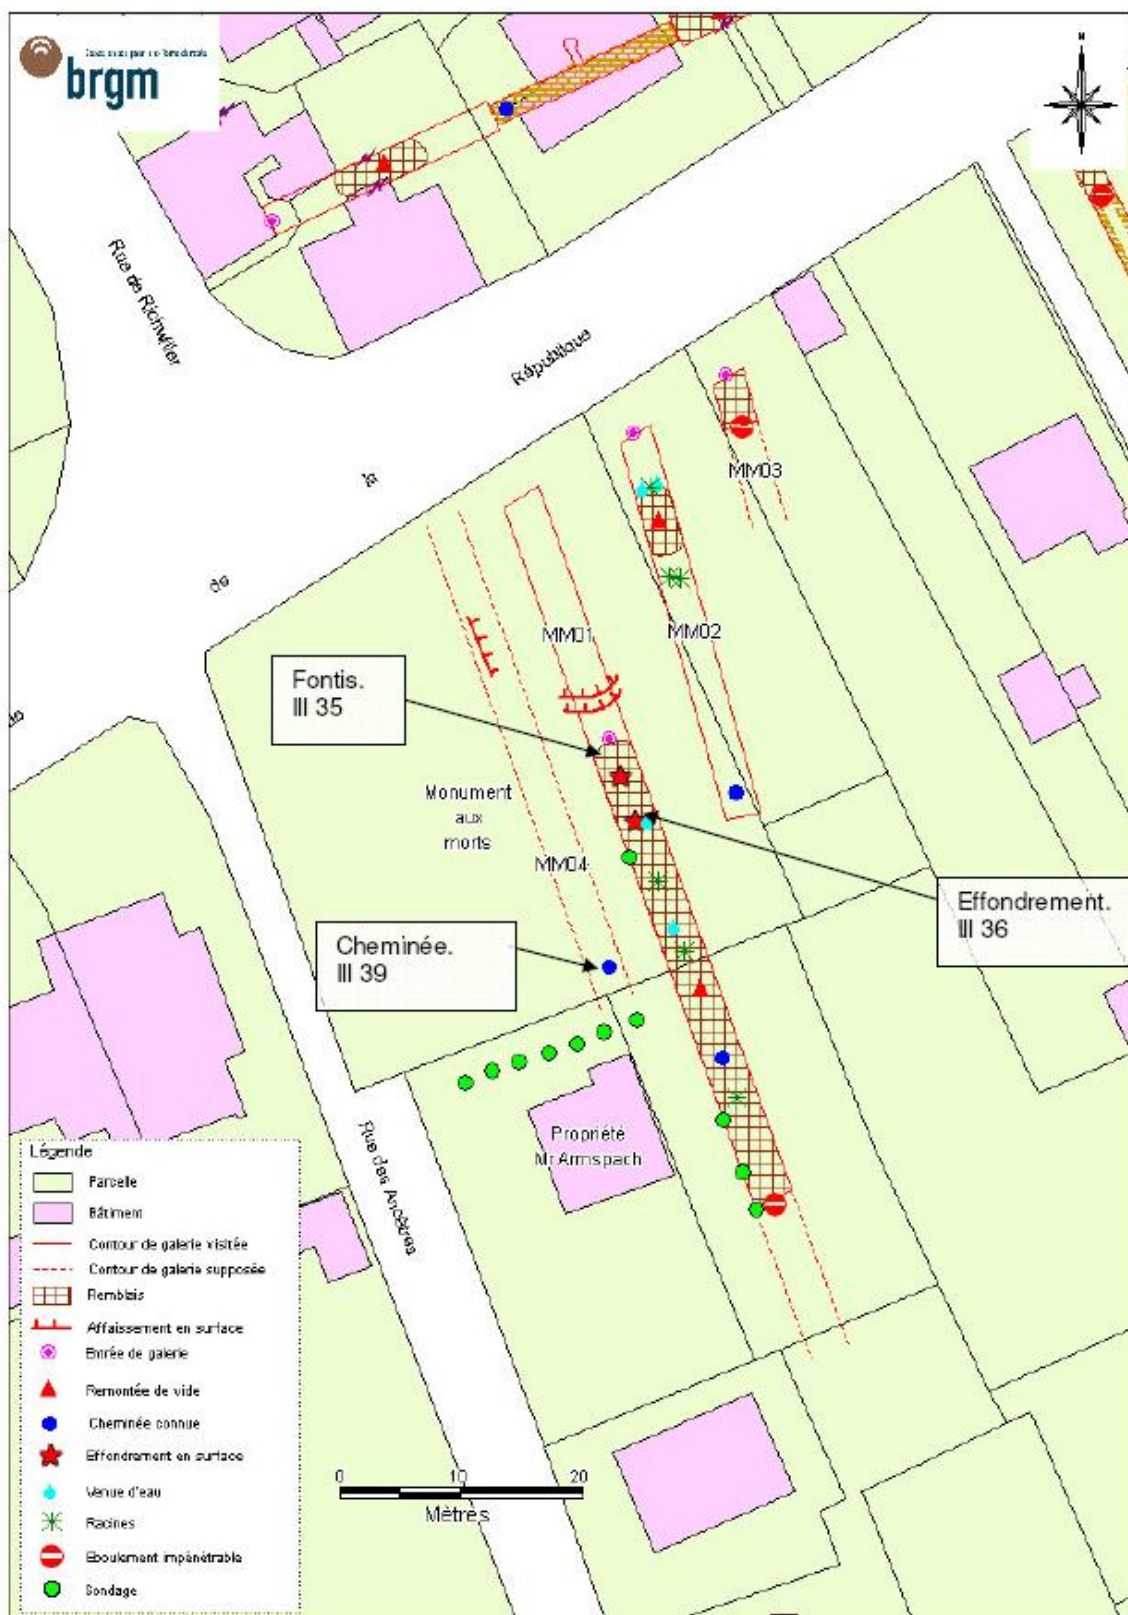 brgm
N
Rue de Richwiller
République
la
de
MM03
MM02
MM01
Fontis.
III 35
Monument
aux
morts
MM04
Effondrement.
III 36
Cheminée.
III 39
Propriété
Mr Armspach
Rue des Ancêtres
Légende
Parcelle
Bâtiment
Contour de galerie visitée
Contour de galerie supposée
Remblais
Affaissement en surface
Entrée de galerie
Remontée de vide
Cheminée connue
Effondrement en surface
Venue d'eau
Racines
Eboulement impénétrable
Sondage
0 10 20
Mètres